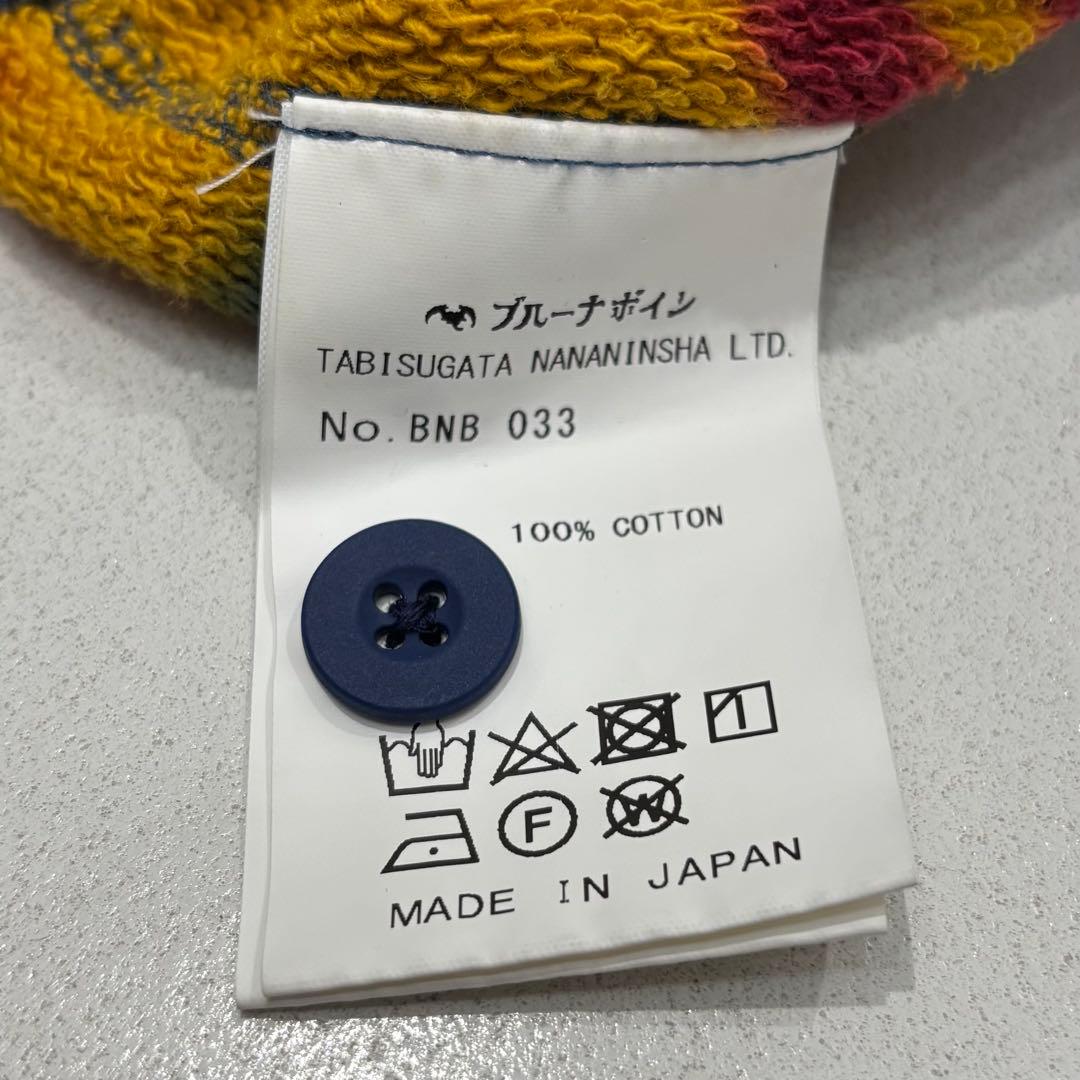 ブルーナボイン
TABISUGATA NANANINSHA LTD.
No. BNB 033
100% COTTON
F
W
MADE IN JAPAN